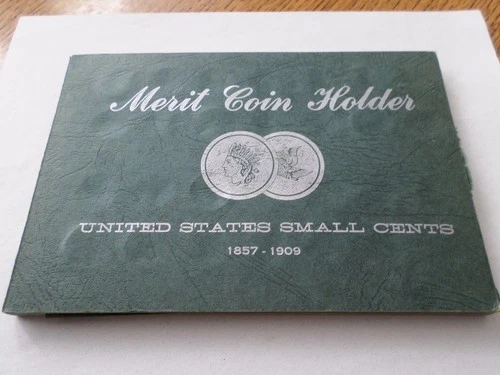 Merit Coin Holder
UNITED STATES SMALL CENTS
1857 - 1909